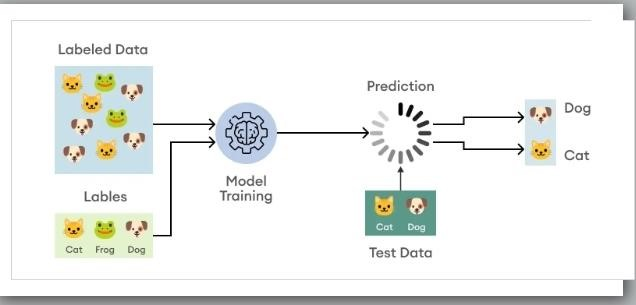 Labeled Data
Lables
Cat Frog Dog
Model
Training
Prediction
Cat Dog
Test Data
Dog
Cat